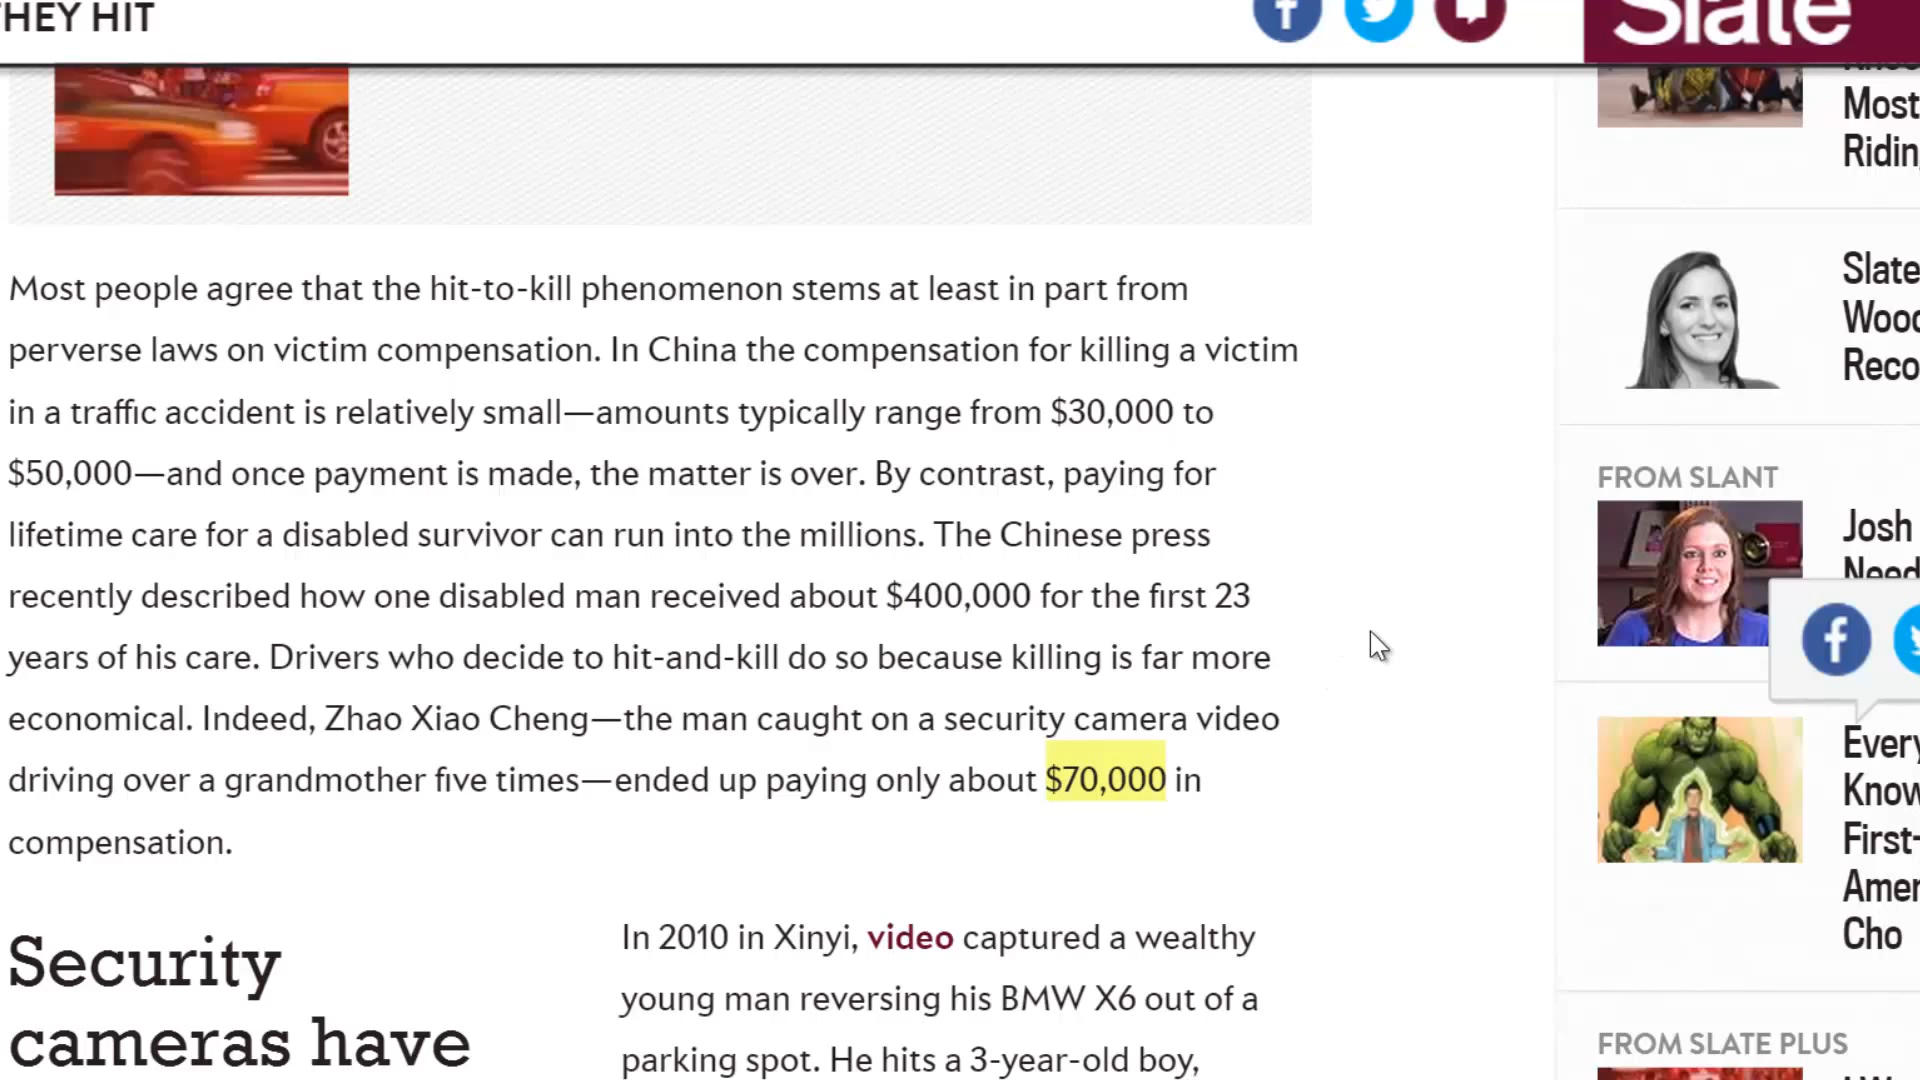 THEY HIT
Slate
Most
Ridin
Most people agree that the hit-to-kill phenomenon stems at least in part from
perverse laws on victim compensation. In China the compensation for killing a victim
in a traffic accident is relatively small—amounts typically range from $30,000 to
$50,000—and once payment is made, the matter is over. By contrast, paying for
lifetime care for a disabled survivor can run into the millions. The Chinese press
recently described how one disabled man received about $400,000 for the first 23
years of his care. Drivers who decide to hit-and-kill do so because killing is far more
economical. Indeed, Zhao Xiao Cheng—the man caught on a security camera video
driving over a grandmother five times—ended up paying only about $70,000 in
compensation.
Security
cameras have
In 2010 in Xinyi, video captured a wealthy
young man reversing his BMW X6 out of a
parking spot. He hits a 3-year-old boy,
Slate
Wood
Reco
FROM SLANT
Josh
Need
Every
Know
First-
Amer
Cho
FROM SLATE PLUS